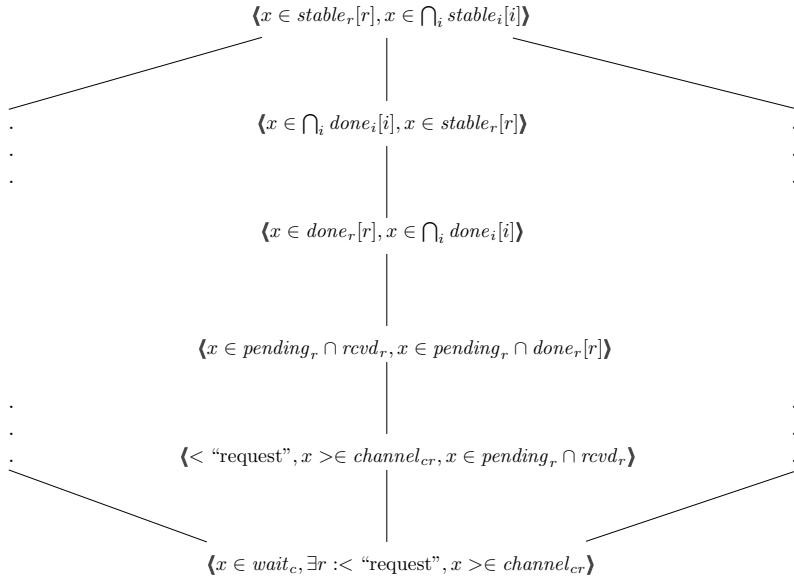 ⟪x ∈ stable_r[r], x ∈ ⋂_i stable_i[i]⟫
⟪x ∈ ⋂_i done_i[i], x ∈ stable_r[r]⟫
⟪x ∈ done_r[r], x ∈ ⋂_i done_i[i]⟫
⟪x ∈ pending_r ∩ rcvd_r, x ∈ pending_r ∩ done_r[r]⟫
⟪< “request”, x >∈ channel_cr, x ∈ pending_r ∩ rcvd_r⟫
⟪x ∈ wait_c, ∃r :< “request”, x >∈ channel_cr⟫